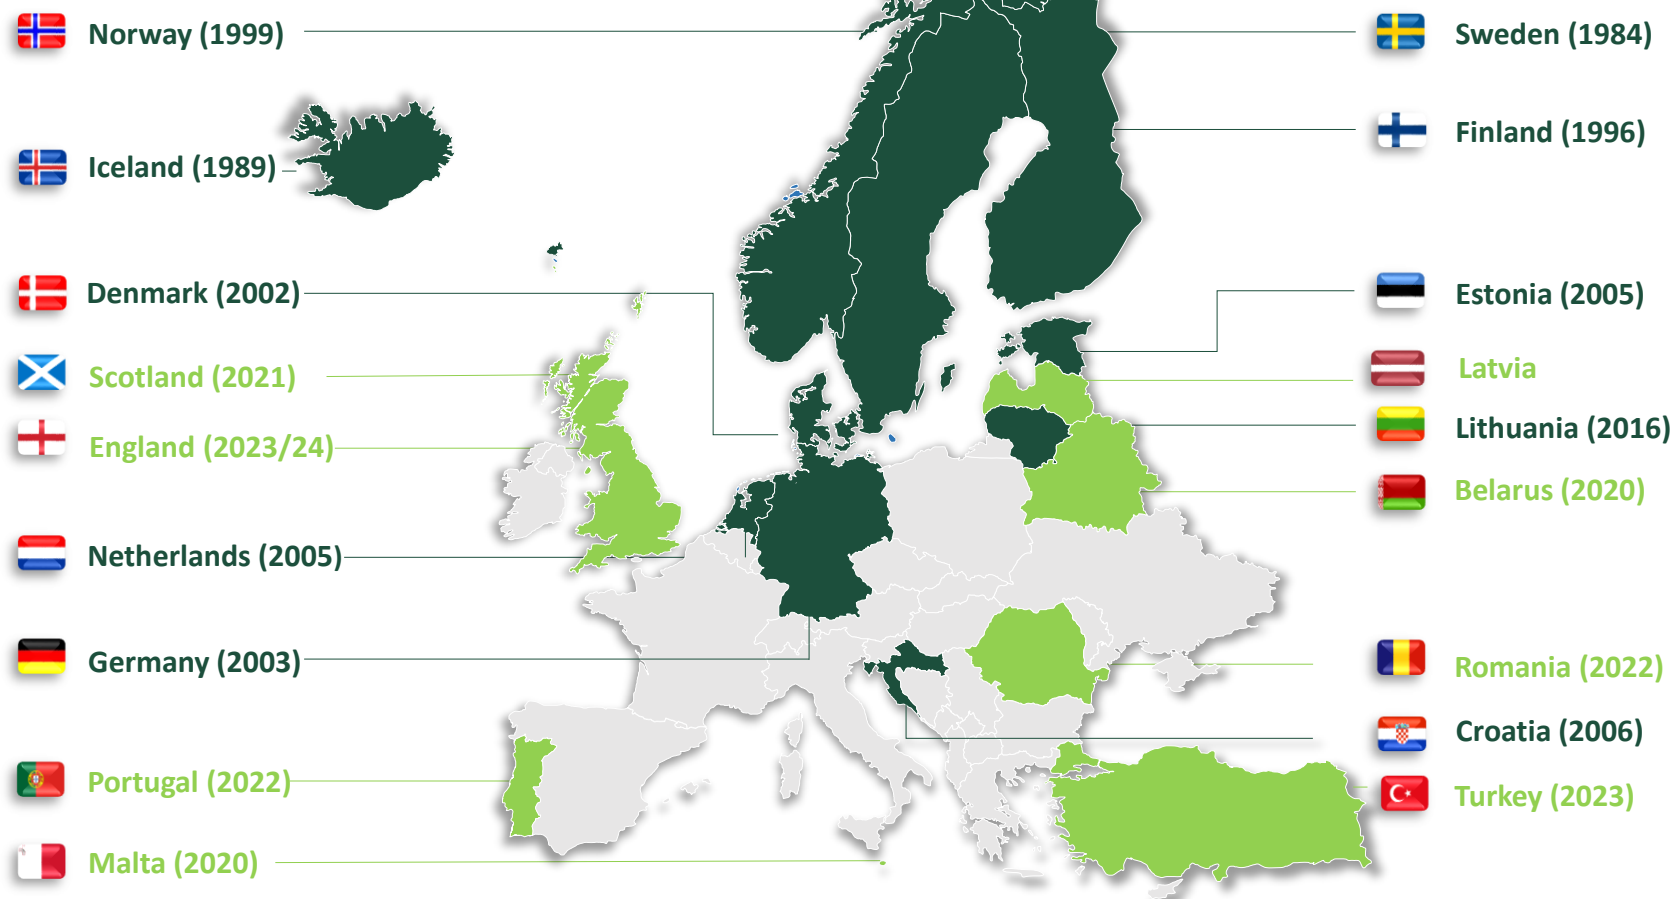 Norway (1999)
Sweden (1984)
Finland (1996)
Iceland (1989)
Denmark (2002)
Estonia (2005)
Scotland (2021)
Latvia
England (2023/24)
Lithuania (2016)
Belarus (2020)
Netherlands (2005)
Germany (2003)
Romania (2022)
Croatia (2006)
Portugal (2022)
Turkey (2023)
Malta (2020)